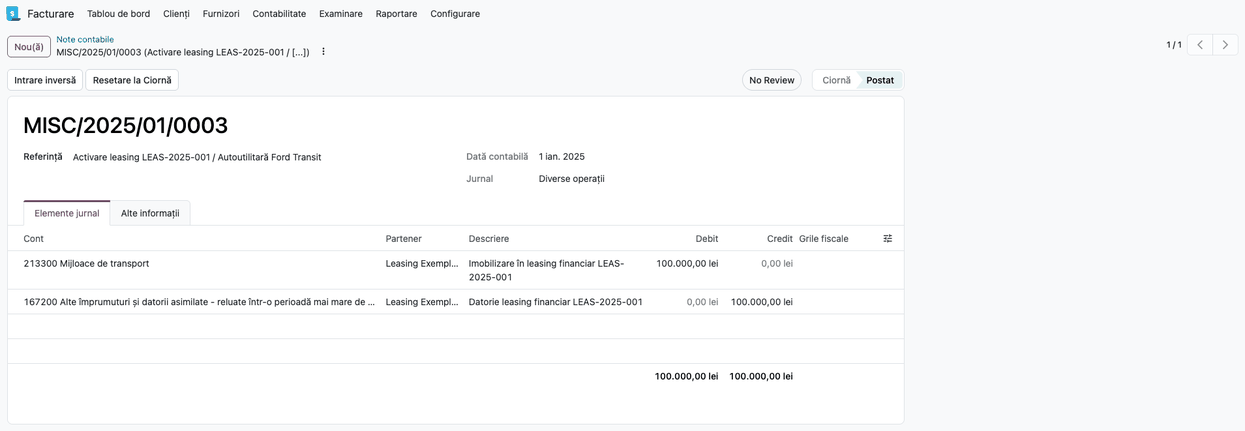 Facturare Tablou de bord Clienți Furnizori Contabilitate Examinare Raportare Configurare
Nou(ă)
Note contabile
MISC/2025/01/0003 (Activare leasing LEAS-2025-001 / [...])
1 / 1
Intrare inversă Resetare la Ciornă No Review Ciornă Postat
MISC/2025/01/0003
Referință Activare leasing LEAS-2025-001 / Autoutilitară Ford Transit Dată contabilă 1 ian. 2025
Jurnal Diverse operații
Elemente jurnal Alte informații
Cont Partener Descriere Debit Credit Grile fiscale
213300 Mijloace de transport Leasing Exempl... Imobilizare în leasing financiar LEAS- 100.000,00 lei 0,00 lei
2025-001
167200 Alte împrumuturi și datorii asimilate - reluate într-o perioadă mai mare de ... Leasing Exempl... Datorie leasing financiar LEAS-2025-001 0,00 lei 100.000,00 lei
100.000,00 lei 100.000,00 lei